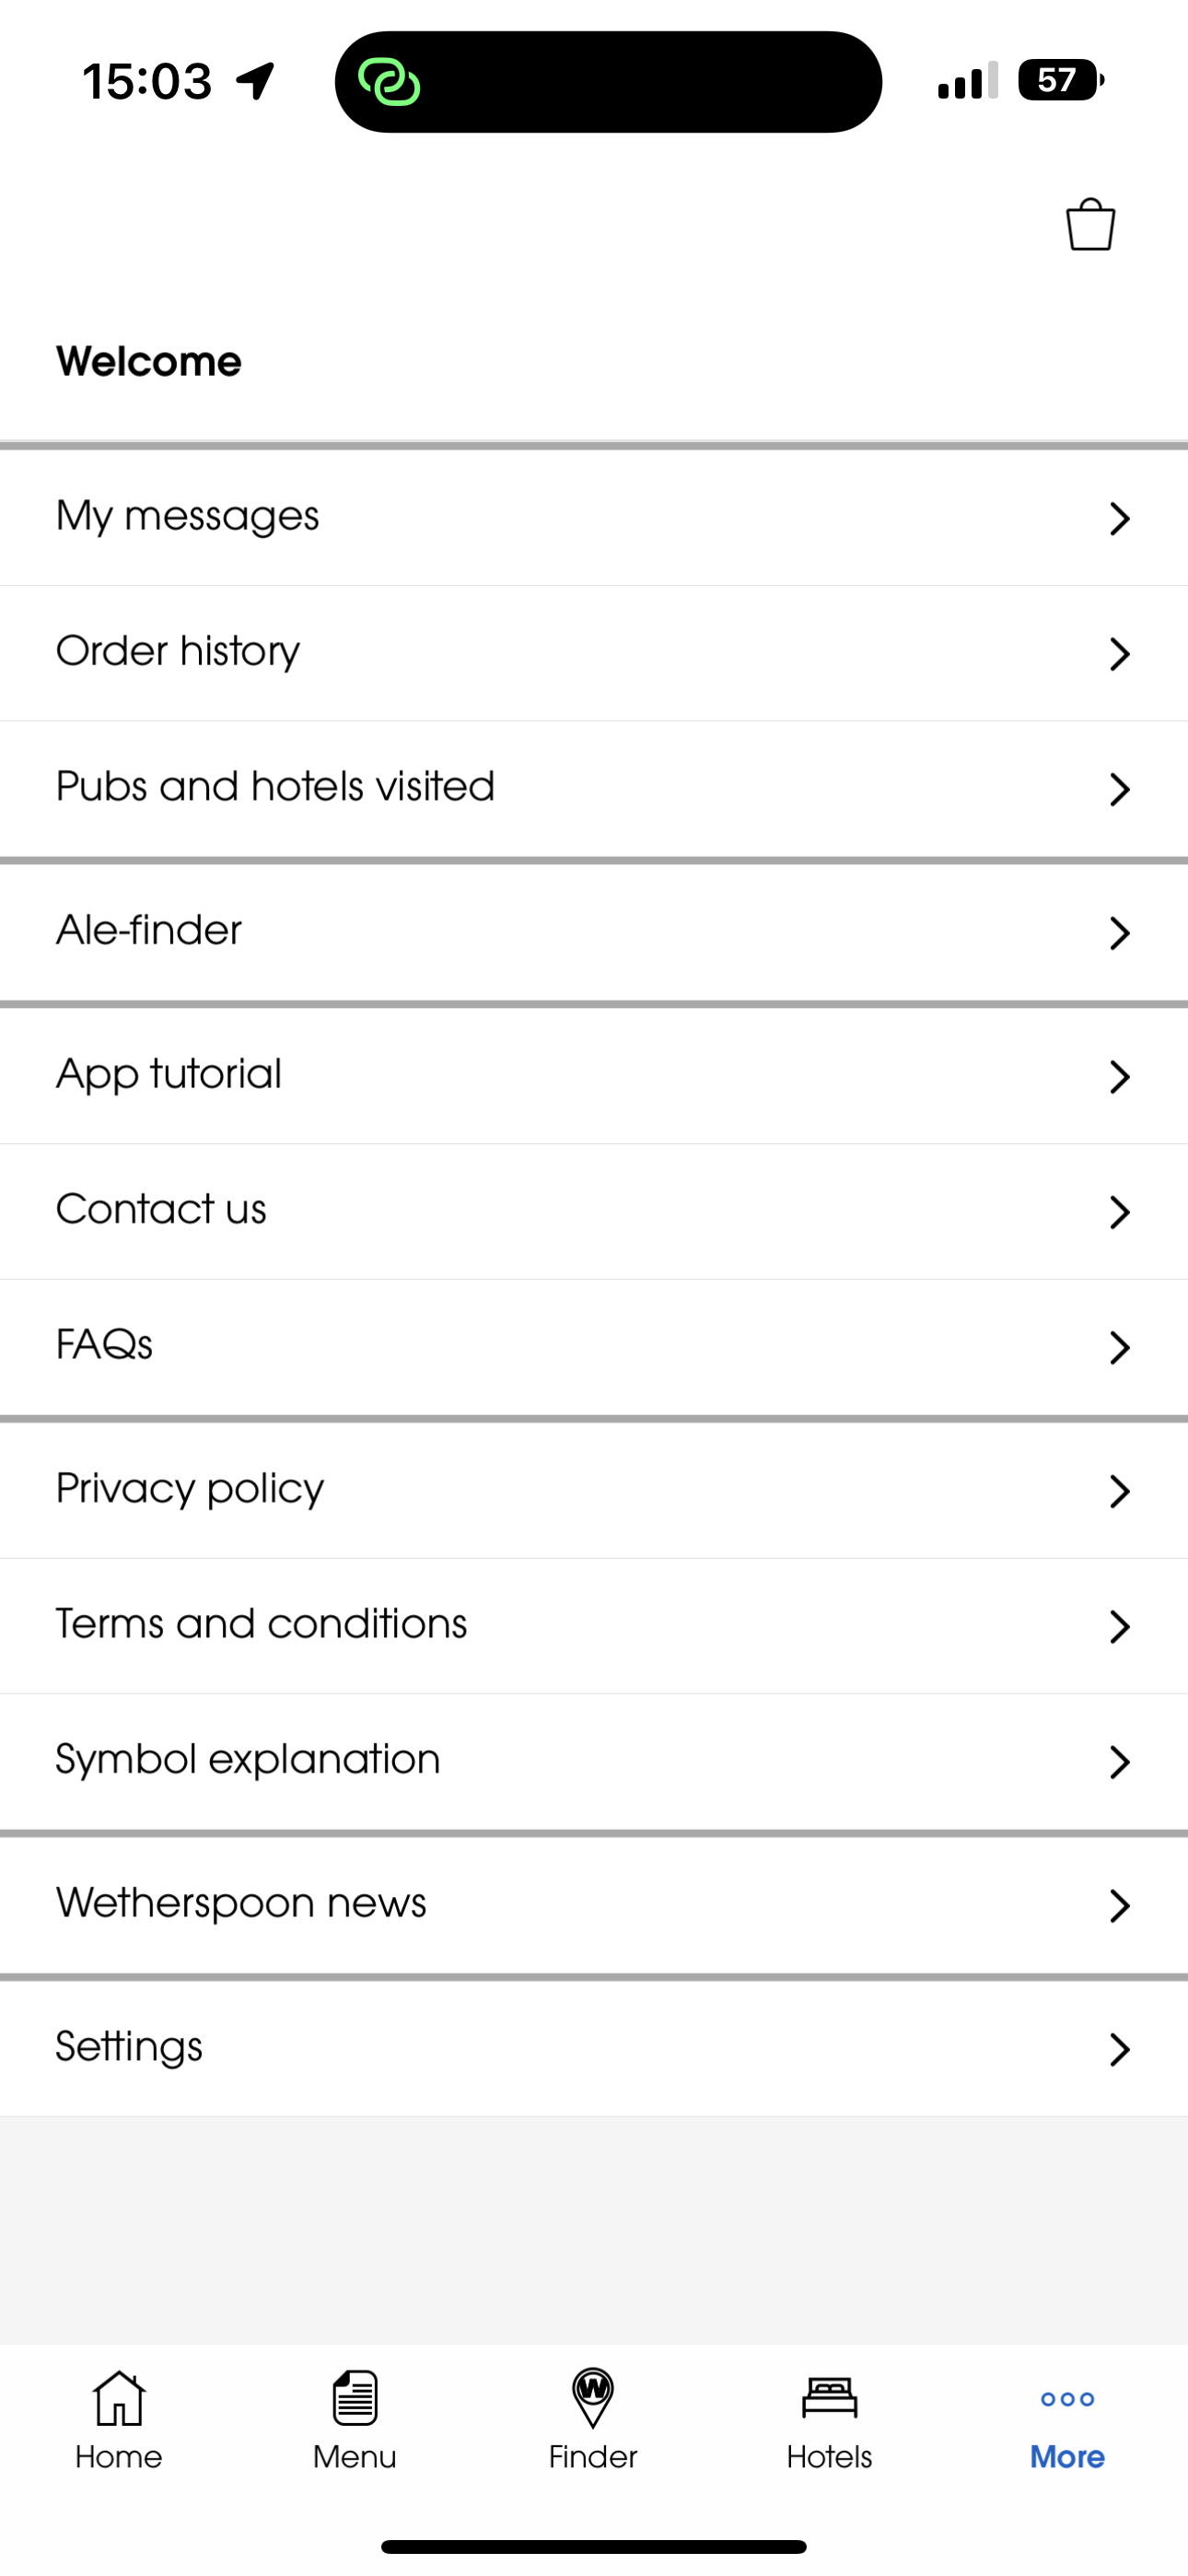 15:03
57
Welcome
My messages
Order history
Pubs and hotels visited
Ale-finder
App tutorial
Contact us
FAQs
Privacy policy
Terms and conditions
Symbol explanation
Wetherspoon news
Settings
W
Home Menu Finder Hotels More